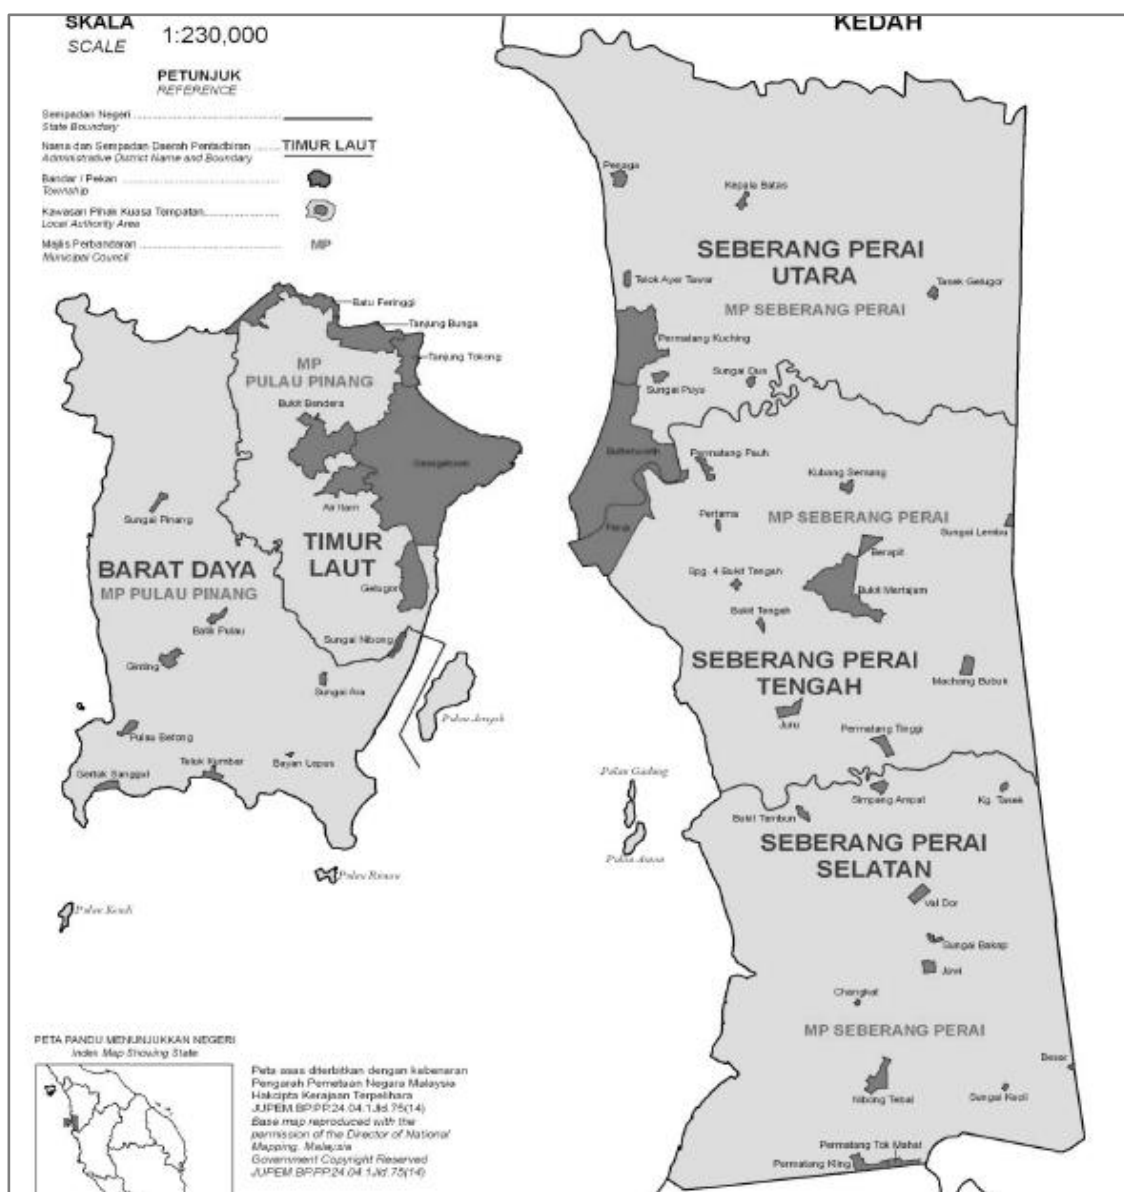 SKALA
SCALE
1:230,000
KEDAH
PETUNJUK
REFERENCE
Sempadan Negeri
State Boundary
Nama dan Sempadan Daerah Pentadbiran
TIMUR LAUT
Administrative District Name and Boundary
Bandar / Pekan
Township
Kawasan Pihak Kuasa Tempatan
Local Authority Area
Majlis Perbandaran
MP
Municipal Council
Penaga
Kepala Batas
SEBERANG PERAI
UTARA
Telok Ayer Tawar
Tasek Gelugor
MP SEBERANG PERAI
Batu Feringgi
Tanjung Bunga
Permatang Kuching
Tanjung Tokong
MP
PULAU PINANG
Sungai Dua
Sungai Puyu
Bukit Bendera
Butterworth
Georgetown
Permatang Pauh
Kubang Semang
Air Itam
Sungai Pinang
Pertama
MP SEBERANG PERAI
Perai
Sungai Lembu
TIMUR
LAUT
Berapit
BARAT DAYA
MP PULAU PINANG
Spg. 4 Bukit Tengah
Gelugor
Bukit Mertajam
Bukit Tengah
Balik Pulau
Sungai Nibong
SEBERANG PERAI
TENGAH
Ginting
Machang Bubuk
Sungai Ara
Pulau Jerejak
Juru
Permatang Tinggi
Pulau Betong
Teluk Kumbar
Bayan Lepas
Gertak Sanggul
Pulau Gedung
Simpang Ampat
Kg. Tasek
Bukit Tambun
SEBERANG PERAI
SELATAN
Pulau Aman
Pulau Rimau
Pulau Kendi
Val Dor
Sungai Bakap
Jawi
Changkat
MP SEBERANG PERAI
Besar
Nibong Tebal
Sungai Kecil
Permatang Tok Mahat
Permatang Kling
PETA PANDU MENUNJUKKAN NEGERI
Index Map Showing State
Peta asas diterbitkan dengan kebenaran
Pengarah Pemetaan Negara Malaysia
Hakcipta Kerajaan Terpelihara
JUPEM.BP.PP.24.04.1.Jld.75(14)
Base map reproduced with the
permission of the Director of National
Mapping, Malaysia
Government Copyright Reserved
JUPEM.BP.PP.24.04.1.Jld.75(14)